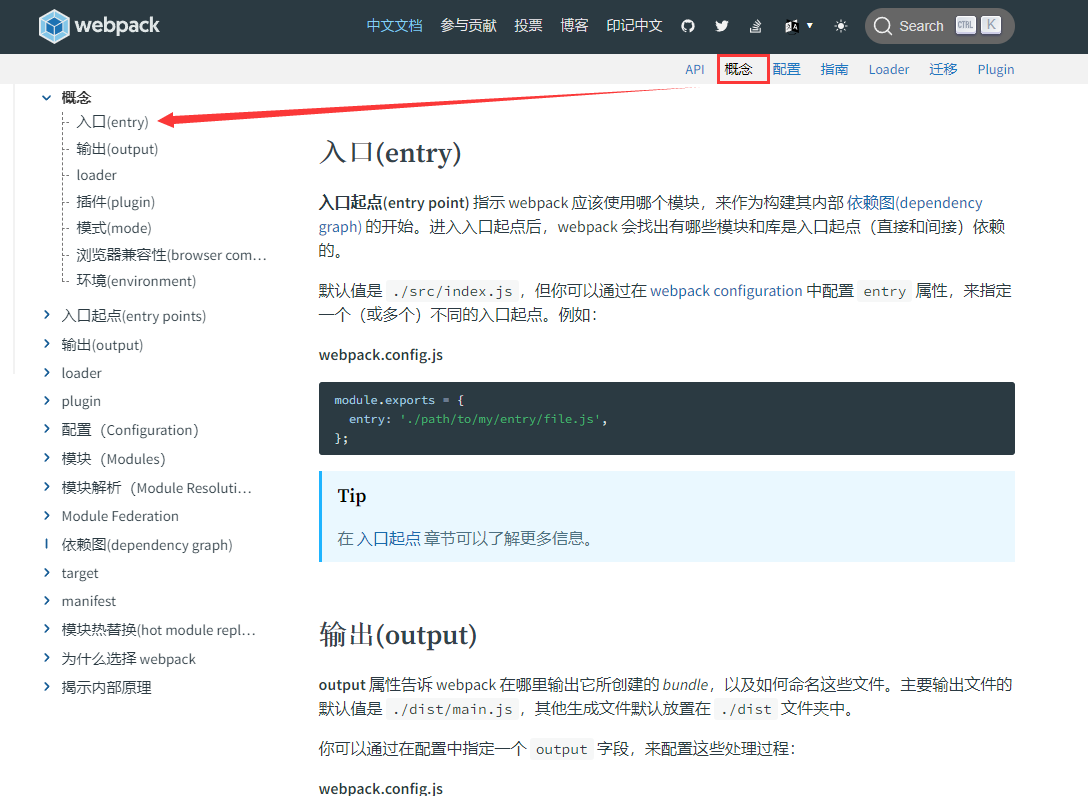 webpack
中文文档 参与贡献 投票 博客 印记中文 Search CTRL K
API 概念 配置 指南 Loader 迁移 Plugin
概念
入口(entry)
输出(output)
loader
插件(plugin)
模式(mode)
浏览器兼容性(browser com…
环境(environment)
入口起点(entry points)
输出(output)
loader
plugin
配置（Configuration）
模块（Modules）
模块解析（Module Resoluti…
Module Federation
依赖图(dependency graph)
target
manifest
模块热替换(hot module repl…
为什么选择 webpack
揭示内部原理
入口(entry)
入口起点(entry point) 指示 webpack 应该使用哪个模块，来作为构建其内部 依赖图(dependency
graph) 的开始。进入入口起点后，webpack 会找出有哪些模块和库是入口起点（直接和间接）依赖
的。
默认值是 ./src/index.js ，但你可以通过在 webpack configuration 中配置 entry 属性，来指定
一个（或多个）不同的入口起点。例如：
webpack.config.js
module.exports = {
  entry: './path/to/my/entry/file.js',
};
Tip
在 入口起点 章节可以了解更多信息。
输出(output)
output 属性告诉 webpack 在哪里输出它所创建的 bundle，以及如何命名这些文件。主要输出文件的
默认值是 ./dist/main.js ，其他生成文件默认放置在 ./dist 文件夹中。
你可以通过在配置中指定一个 output 字段，来配置这些处理过程：
webpack.config.js